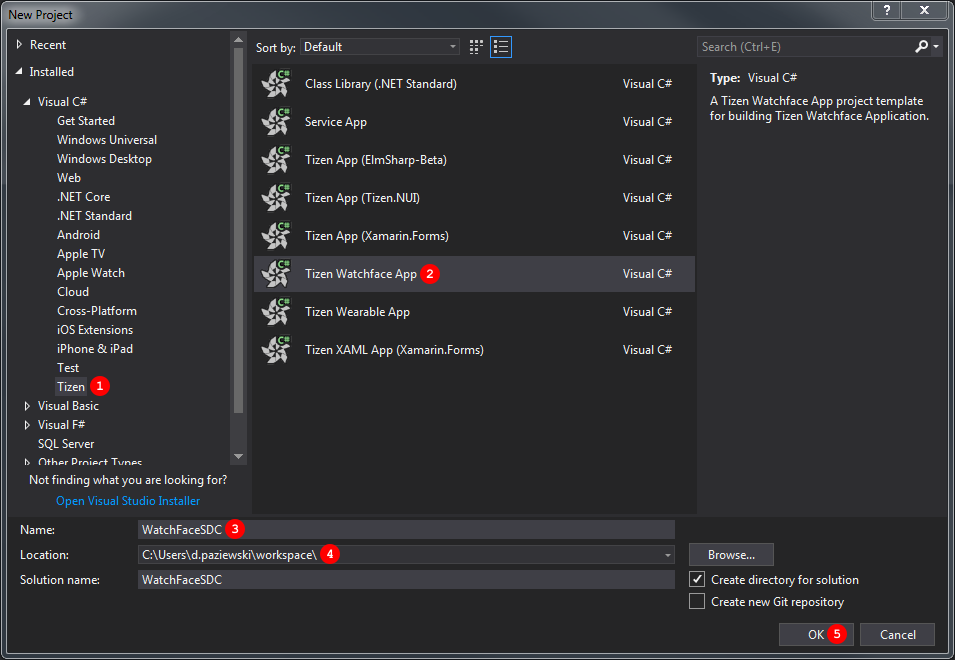 New Project
?
x
Recent
Installed
Visual C#
Get Started
Windows Universal
Windows Desktop
Web
.NET Core
.NET Standard
Android
Apple TV
Apple Watch
Cloud
Cross-Platform
iOS Extensions
iPhone & iPad
Test
Tizen 1
Visual Basic
Visual F#
SQL Server
Other Project Types
Not finding what you are looking for?
Open Visual Studio Installer
Sort by: Default
C# Class Library (.NET Standard) Visual C#
C# Service App Visual C#
C# Tizen App (ElmSharp-Beta) Visual C#
C# Tizen App (Tizen.NUI) Visual C#
C# Tizen App (Xamarin.Forms) Visual C#
C# Tizen Watchface App 2 Visual C#
C# Tizen Wearable App Visual C#
C# Tizen XAML App (Xamarin.Forms) Visual C#
Search (Ctrl+E)
Type: Visual C#
A Tizen Watchface App project template
for building Tizen Watchface Application.
Name: WatchFaceSDC 3
Location: C:\Users\d.paziewski\workspace\ 4
Browse...
Solution name: WatchFaceSDC
Create directory for solution
Create new Git repository
OK 5
Cancel